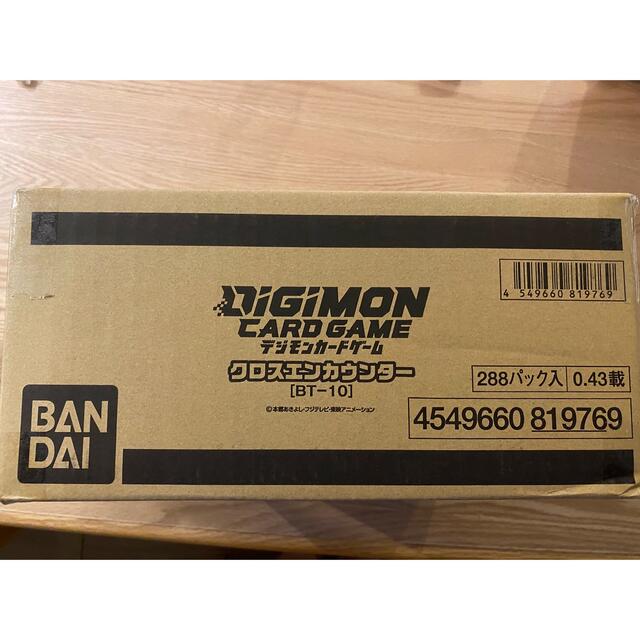 DIGIMON
CARD GAME
デジモンカードゲーム
クロスエンカウンター
[BT-10]
©本郷あきよし・フジテレビ・東映アニメーション
BAN
DAI
4 549660 819769
288パック入 0.43載
4549660 819769